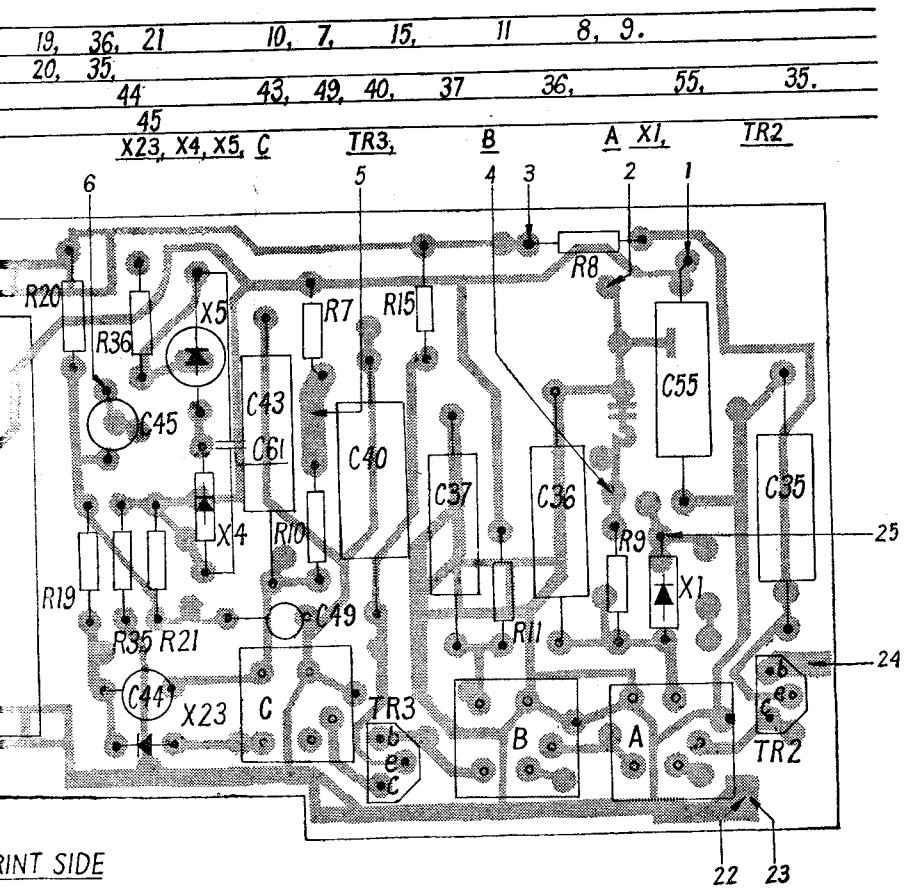 19, 36, 21 10, 7, 15, 11 8, 9.
20, 35,
44 43, 49, 40, 37 36, 55, 35.
45
X23, X4, X5, C TR3, B A X1, TR2
6 5 4 3 2 1
R20
R36
X5
R7
R15
R8
C55
C45
C43
C61
C40
C37
C36
C35
X4
R10
R9
25
X1
R19
R35 R21
C49
R11
24
C44
X23
C
TR3
b
e
c
B
A
b
e
c
TR2
22 23
RINT SIDE